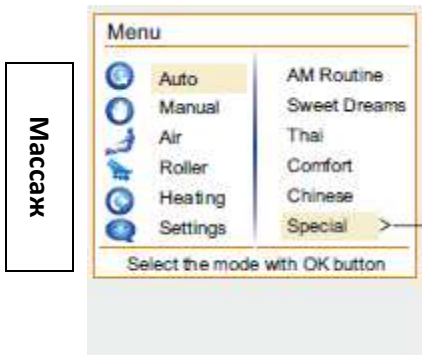 Массаж
Menu
Auto
Manual
Air
Roller
Heating
Settings
AM Routine
Sweet Dreams
Thai
Comfort
Chinese
Special >
Select the mode with OK button